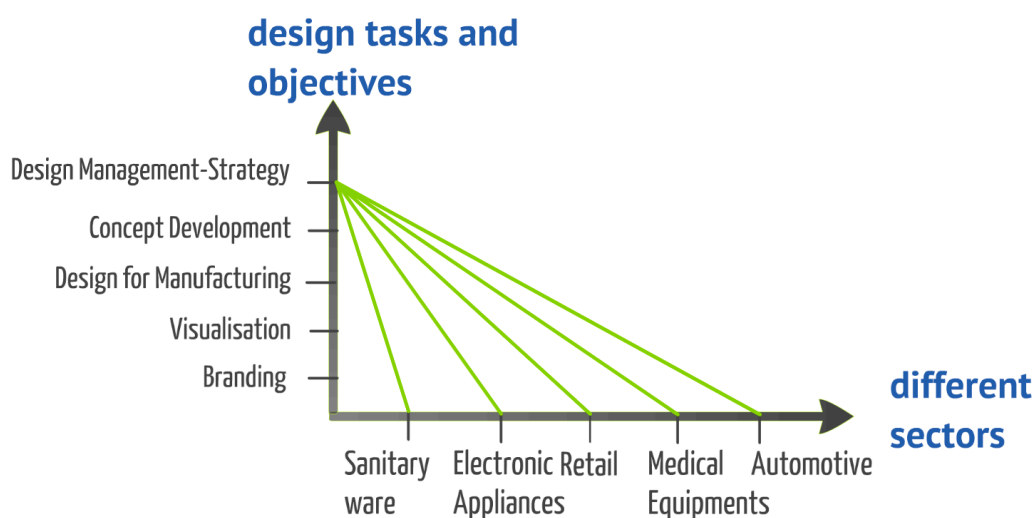 design tasks and
objectives
Design Management-Strategy
Concept Development
Design for Manufacturing
Visualisation
Branding
different
sectors
Sanitary
ware
Electronic
Appliances
Retail
Medical
Equipments
Automotive